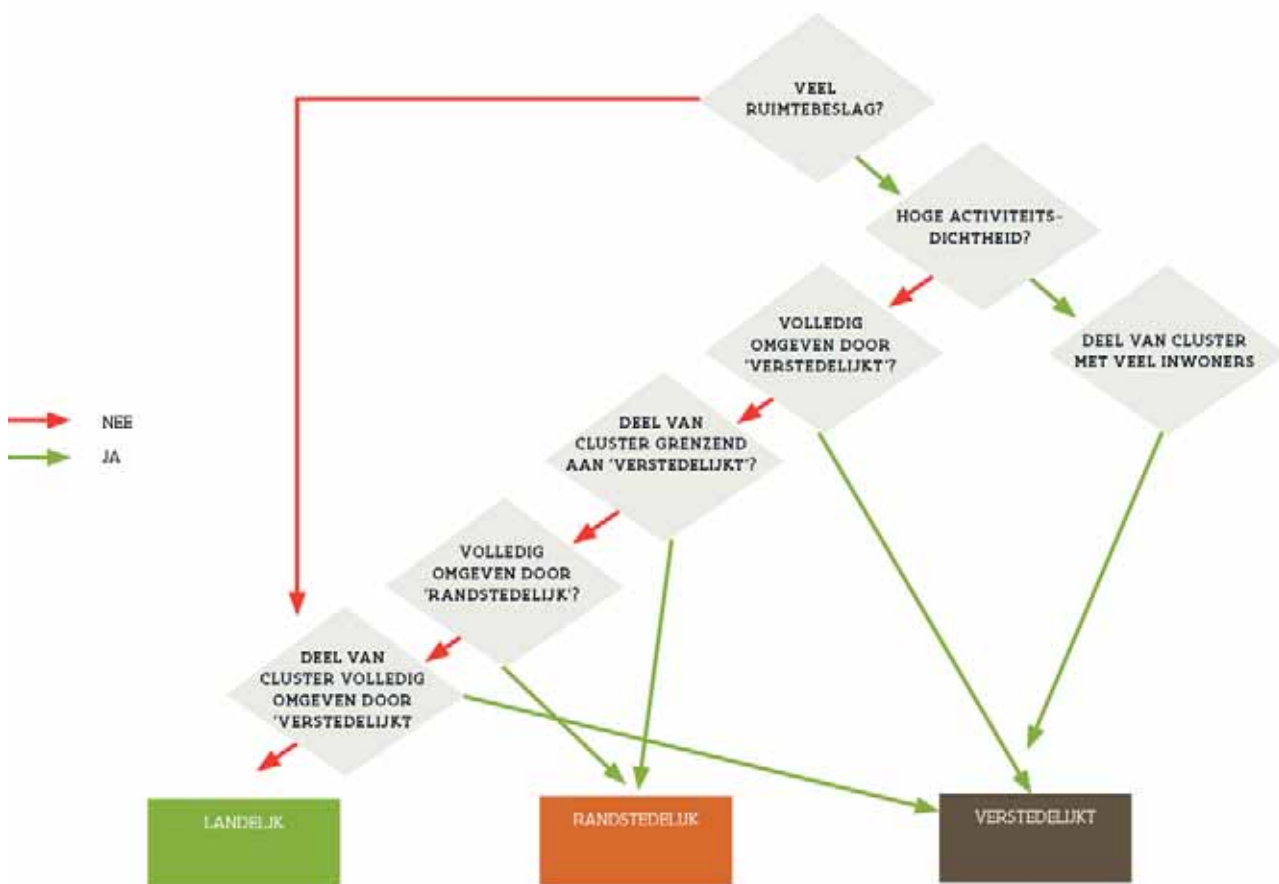 VEEL
RUIMTEBESLAG?
HOGE ACTIVITEITS-
DICHTHEID?
VOLLEDIG
OMGEVEN DOOR
'VERSTEDELIJKT'?
DEEL VAN CLUSTER
MET VEEL INWONERS
DEEL VAN
CLUSTER GRENZEND
AAN 'VERSTEDELIJKT'?
NEE
JA
VOLLEDIG
OMGEVEN DOOR
'RANDSTEDELIJK'?
DEEL VAN
CLUSTER VOLLEDIG
OMGEVEN DOOR
'VERSTEDELIJKT
LANDELIJK
RANDSTEDELIJK
VERSTEDELIJKT